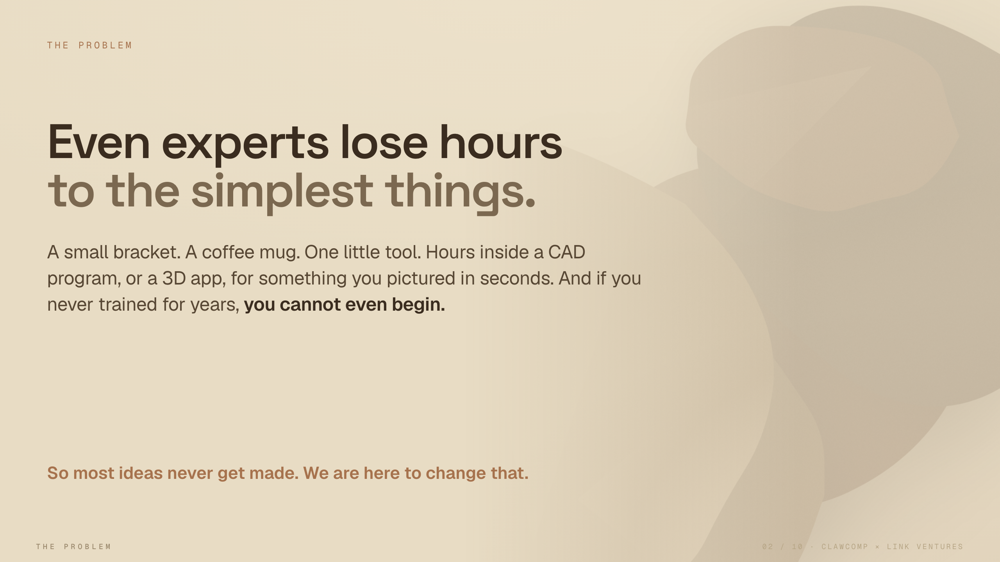 THE PROBLEM
Even experts lose hours
to the simplest things.
A small bracket. A coffee mug. One little tool. Hours inside a CAD
program, or a 3D app, for something you pictured in seconds. And if you
never trained for years, you cannot even begin.
So most ideas never get made. We are here to change that.
THE PROBLEM
02 / 10 · CLAWCOMP × LINK VENTURES